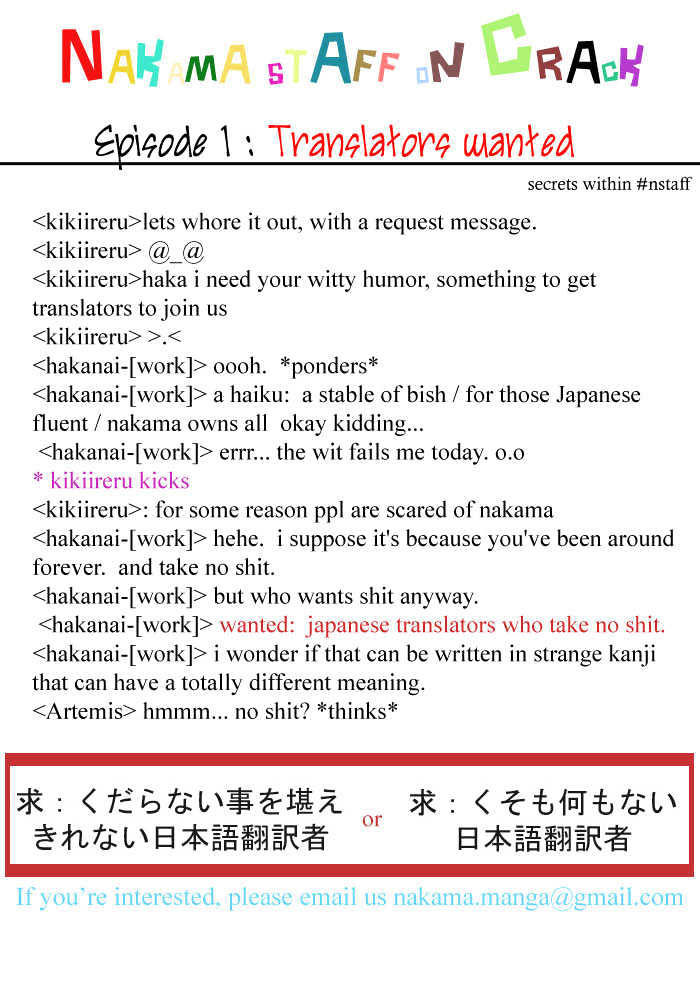 NAKAMA STAFF ON CRACK
Episode 1 : Translators wanted
secrets within #nstaff
<kikiireru>lets whore it out, with a request message.
<kikiireru> @_@
<kikiireru>haka i need your witty humor, something to get
translators to join us
<kikiireru> >.<
<hakanai-[work]> oooh.  *ponders*
<hakanai-[work]> a haiku:  a stable of bish / for those Japanese
fluent / nakama owns all  okay kidding...
<hakanai-[work]> errr... the wit fails me today. o.o
* kikiireru kicks
<kikiireru>: for some reason ppl are scared of nakama
<hakanai-[work]> hehe.  i suppose it's because you've been around
forever.  and take no shit.
<hakanai-[work]> but who wants shit anyway.
<hakanai-[work]> wanted:  japanese translators who take no shit.
<hakanai-[work]> i wonder if that can be written in strange kanji
that can have a totally different meaning.
<Artemis> hmmm... no shit? *thinks*
求：くだらない事を堪え
きれない日本語翻訳者
or
求：くそも何もない
日本語翻訳者
If you're interested, please email us nakama.manga@gmail.com